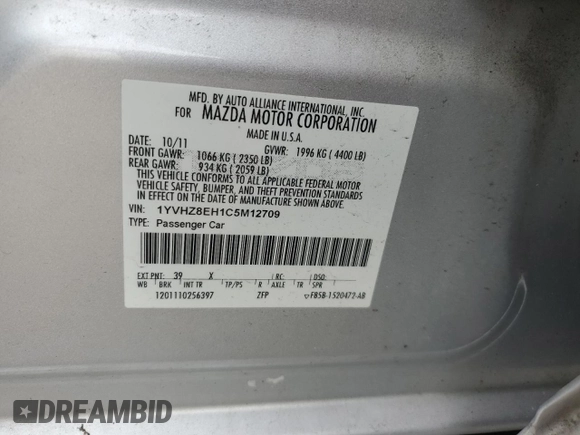 MFD. BY AUTO ALLIANCE INTERNATIONAL, INC
FOR MAZDA MOTOR CORPORATION
MADE IN U.S.A.
10/11 GVWR: 1996 KG ( 4400 LB)
FRONT GAWR: 1066 KG ( 2350 LB)
REAR GAWR: 934 KG ( 2059 LB)
THIS VEHICLE CONFORMS TO ALL APPLICABLE FEDERAL MOTOR
VEHICLE SAFETY, BUMPER, AND THEFT PREVENTION STANDARDS
IN EFFECT ON THE DATE OF MANUFACTURE SHOWN ABOVE.
VIN: 1YVHZ8EH1C5M12709
TYPE: Passenger Car
EXT PNT: 39 X RC: DSO:
WB BRK INT TR TP/PS R AXLE TR SPR
1201110256397 ZFP F85B-1520472-AB
DREAMBID